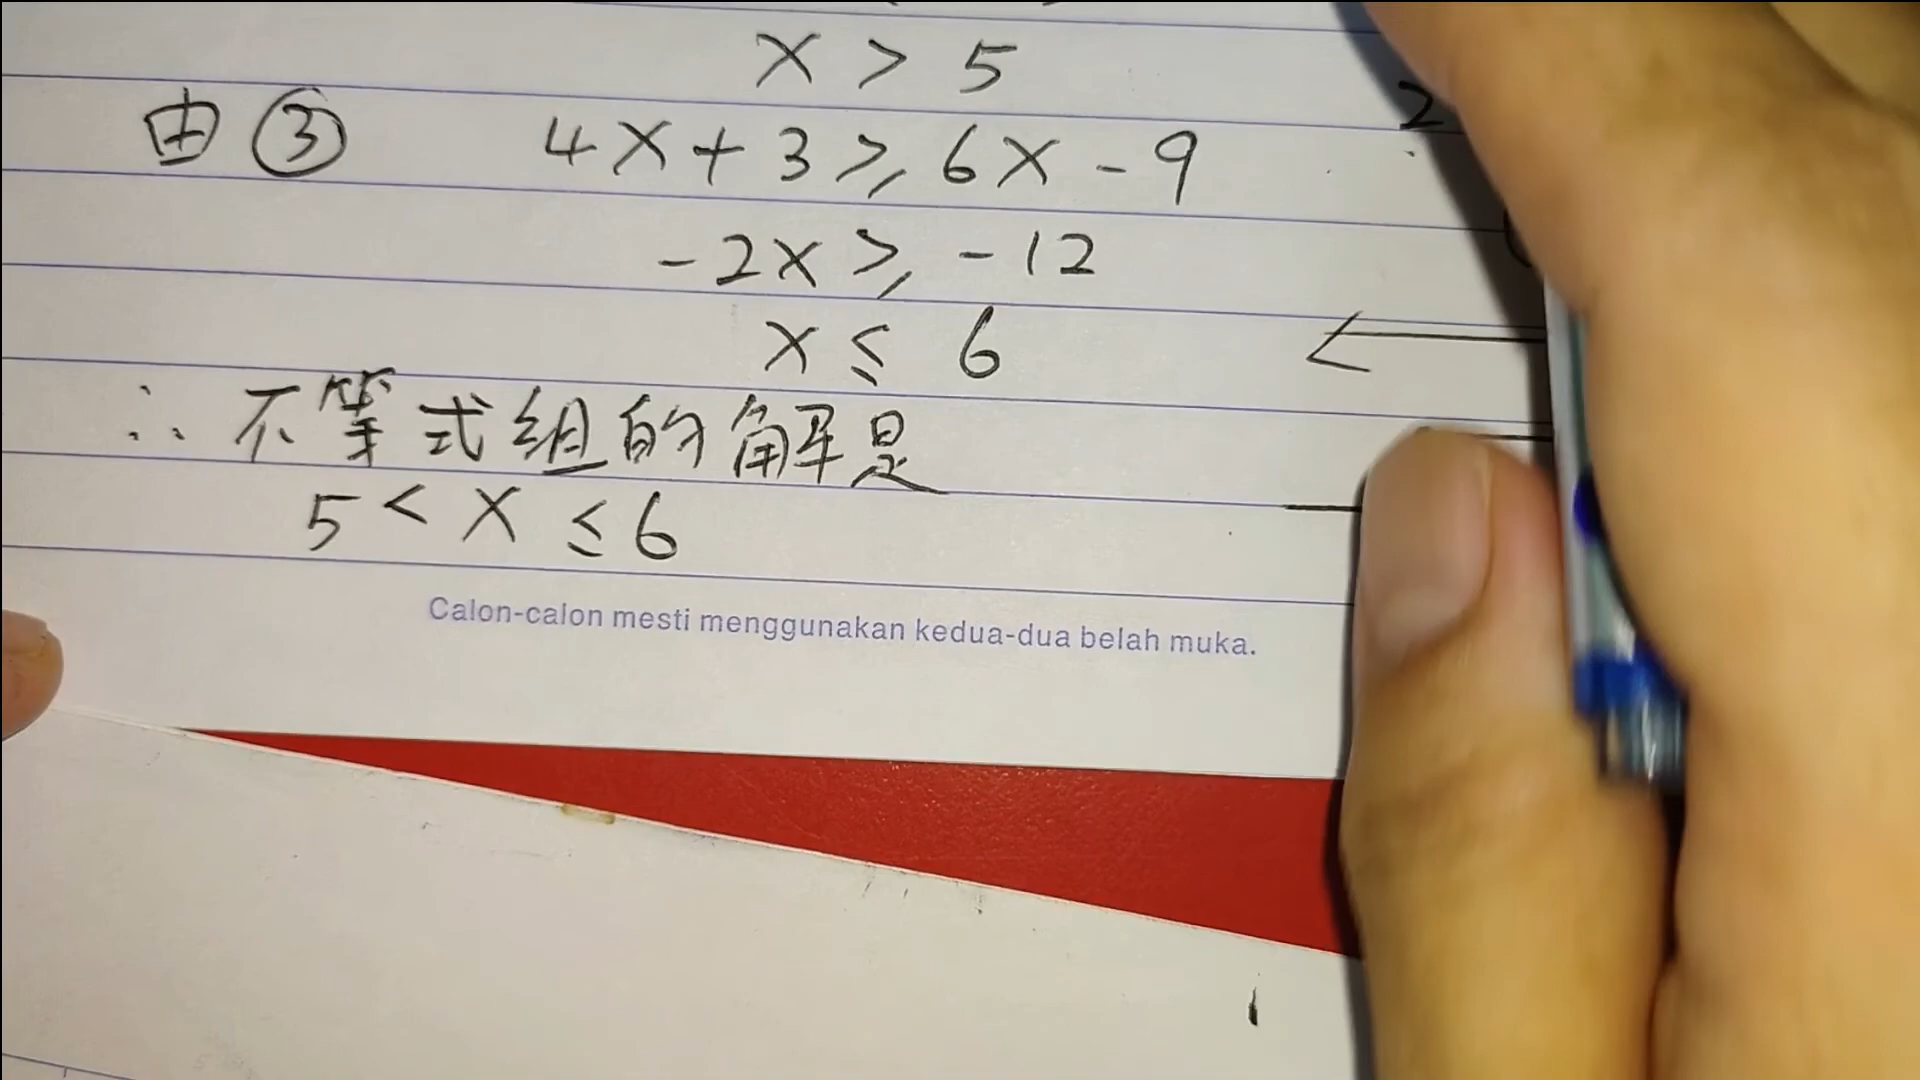 x > 5
由 ③ 4x + 3 ≥ 6x - 9
-2x ≥ -12
x ≤ 6
∴ 不等式组的解是
5 < x ≤ 6
Calon-calon mesti menggunakan kedua-dua belah muka.